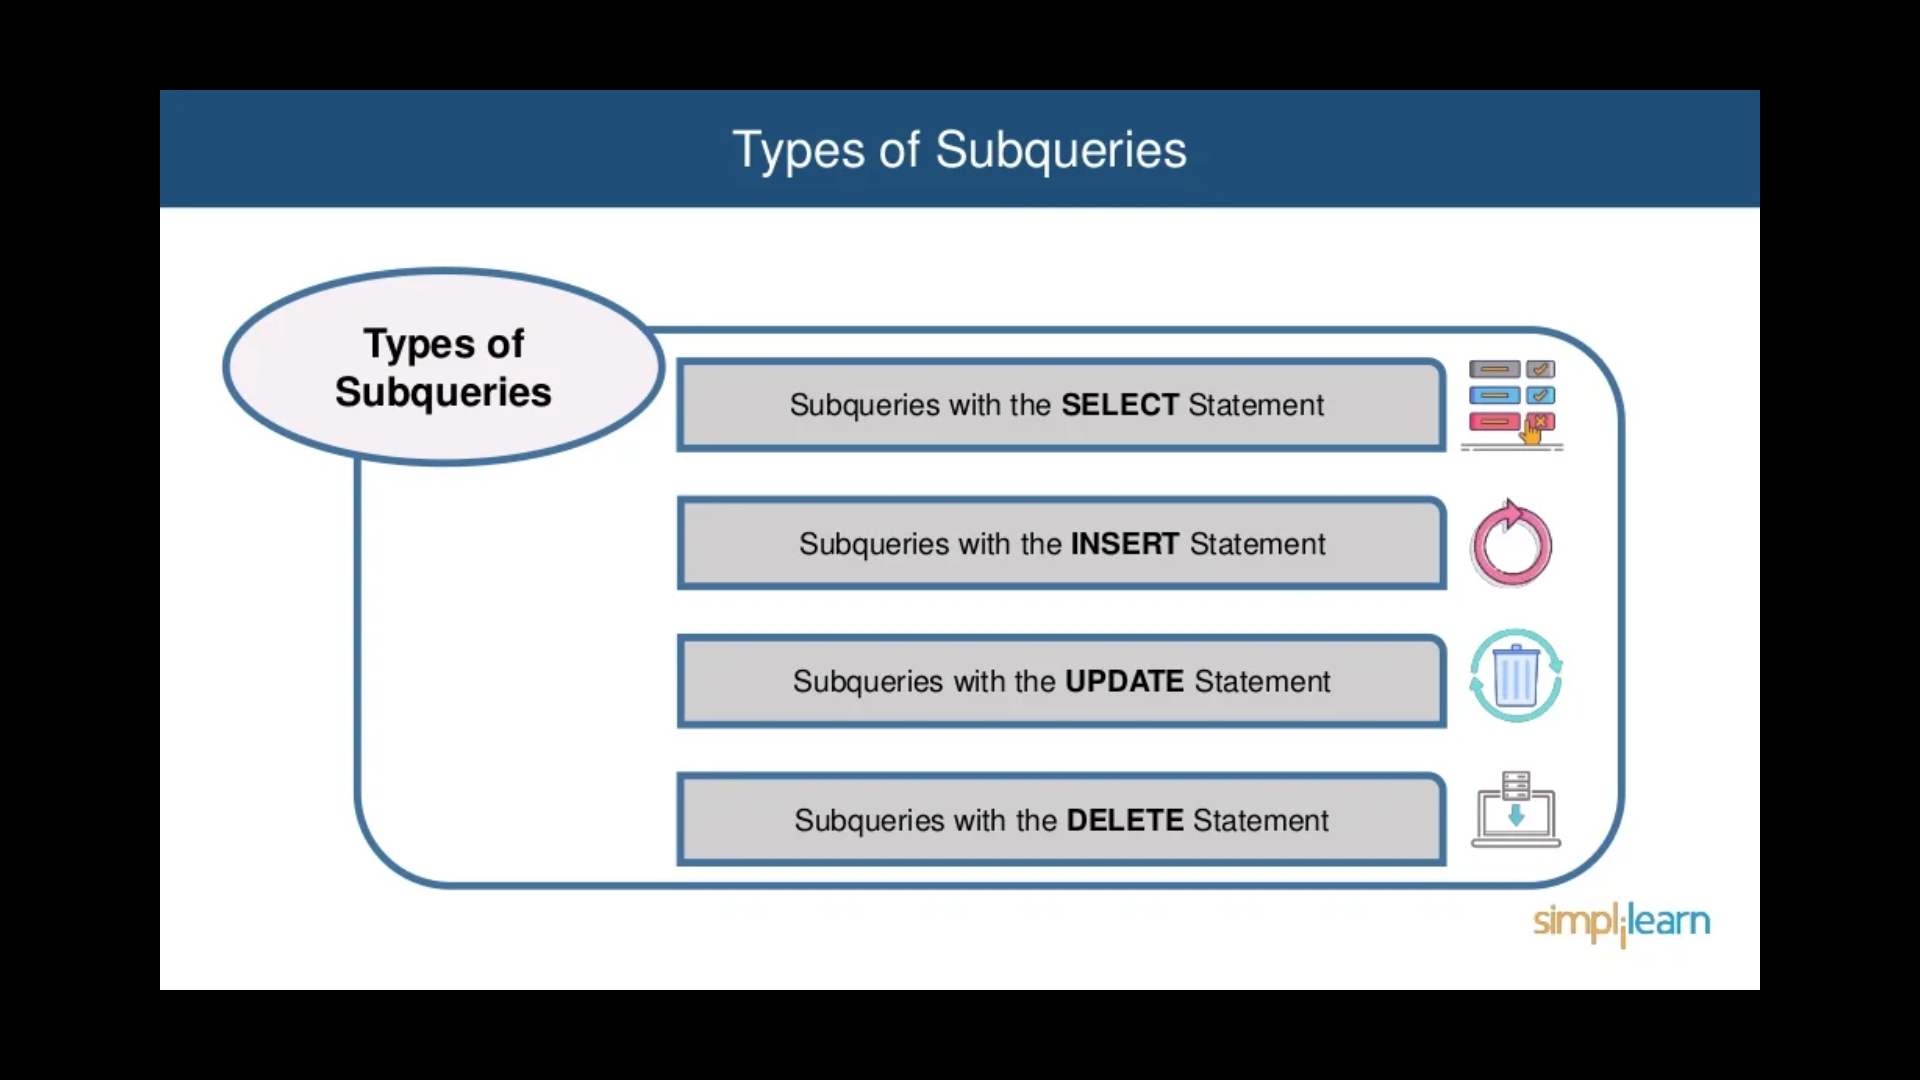 Types of Subqueries
Types of
Subqueries
Subqueries with the SELECT Statement
Subqueries with the INSERT Statement
Subqueries with the UPDATE Statement
Subqueries with the DELETE Statement
simplilearn